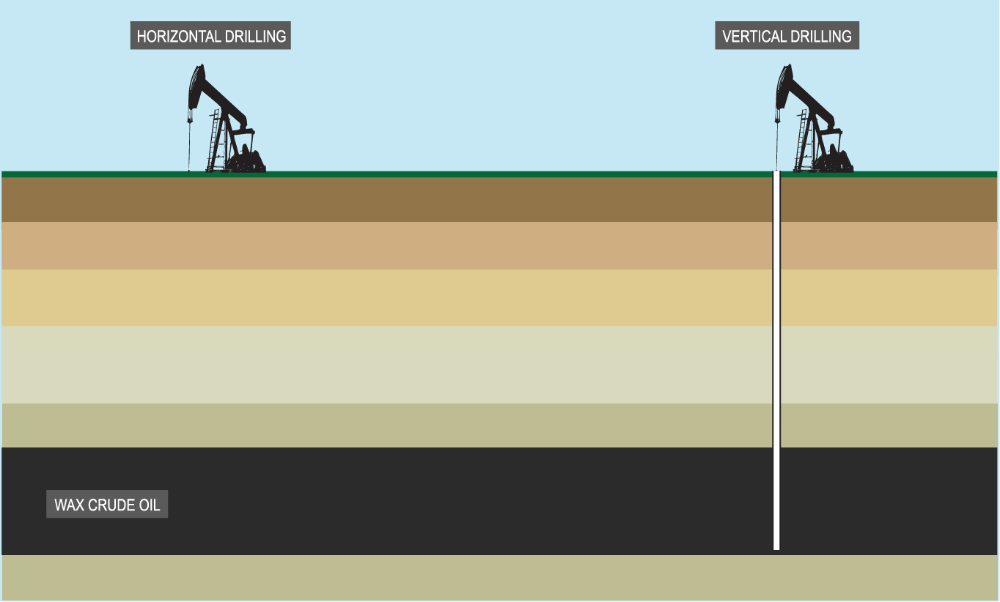 HORIZONTAL DRILLING
VERTICAL DRILLING
WAX CRUDE OIL